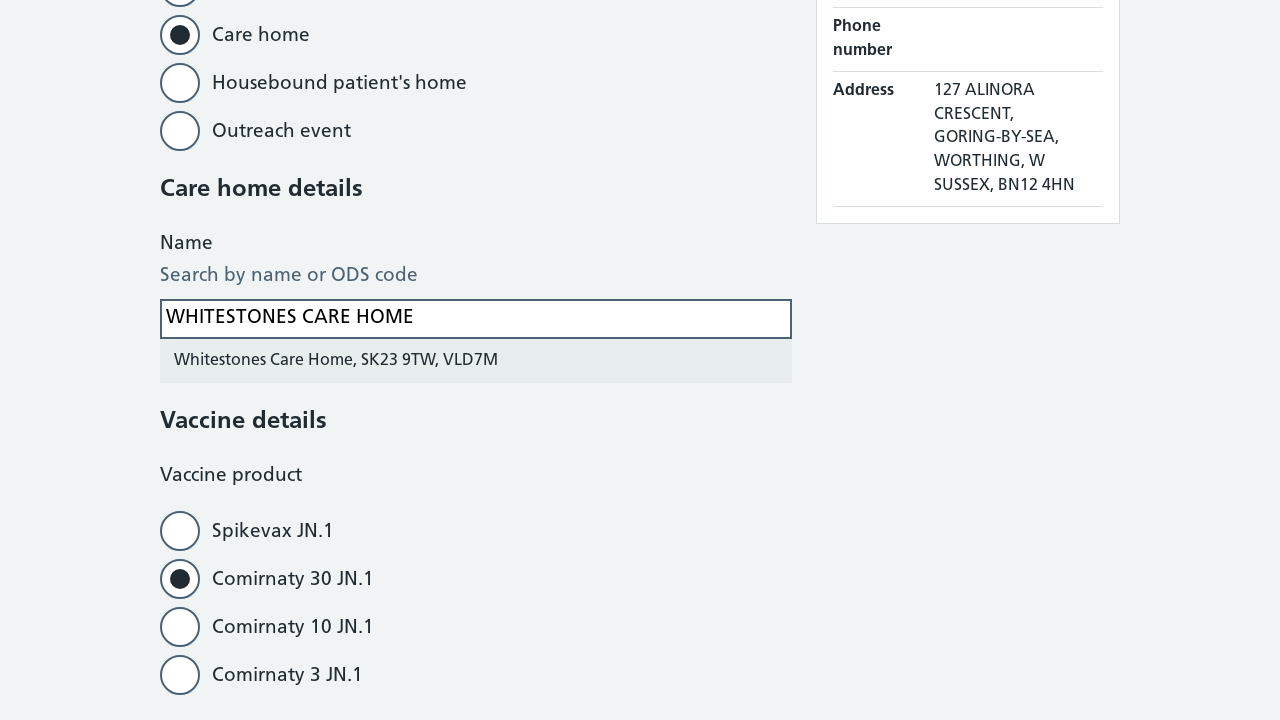 Care home
Housebound patient's home
Outreach event
Care home details
Name
Search by name or ODS code
WHITESTONES CARE HOME
Whitestones Care Home, SK23 9TW, VLD7M
Vaccine details
Vaccine product
Spikevax JN.1
Comirnaty 30 JN.1
Comirnaty 10 JN.1
Comirnaty 3 JN.1
Phone
number
Address
127 ALINORA
CRESCENT,
GORING-BY-SEA,
WORTHING, W
SUSSEX, BN12 4HN